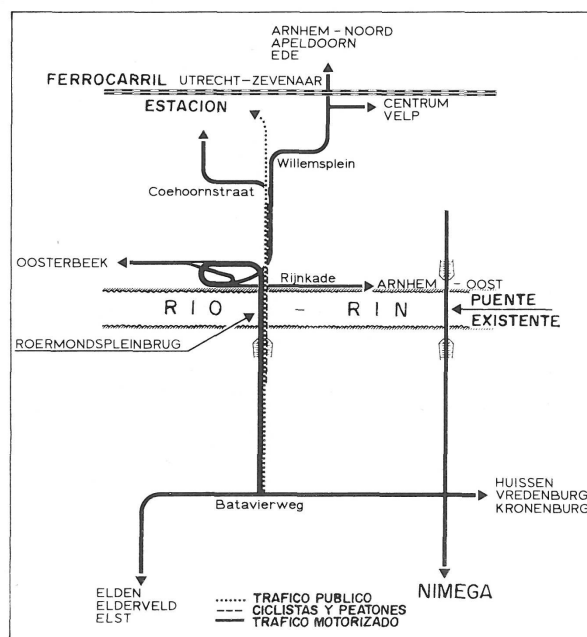 ARNHEM - NOORD
APELDOORN
EDE
FERROCARRIL UTRECHT-ZEVENAAR
ESTACION
CENTRUM
VELP
Willemsplein
Coehoornstraat
OOSTERBEEK
Rijnkade
ARNHEM - OOST
RIO - RIN
PUENTE
EXISTENTE
ROERMONDSPLEINBRUG
Batavierweg
HUISSEN
VREDENBURG
KRONENBURG
ELDEN
ELDERVELD
ELST
NIMEGA
TRAFICO PUBLICO
CICLISTAS Y PEATONES
TRAFICO MOTORIZADO